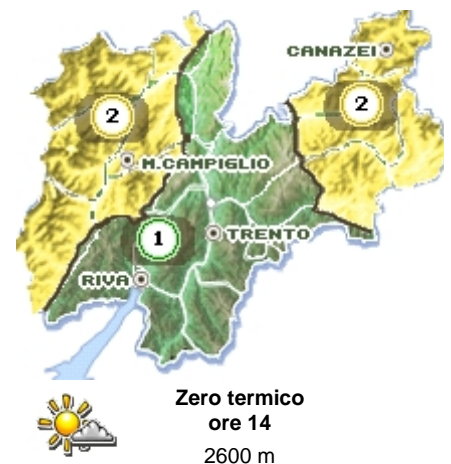 CANAZEI
2
2
M.CAMPIGLIO
1
TRENTO
RIVA
Zero termico
ore 14
2600 m